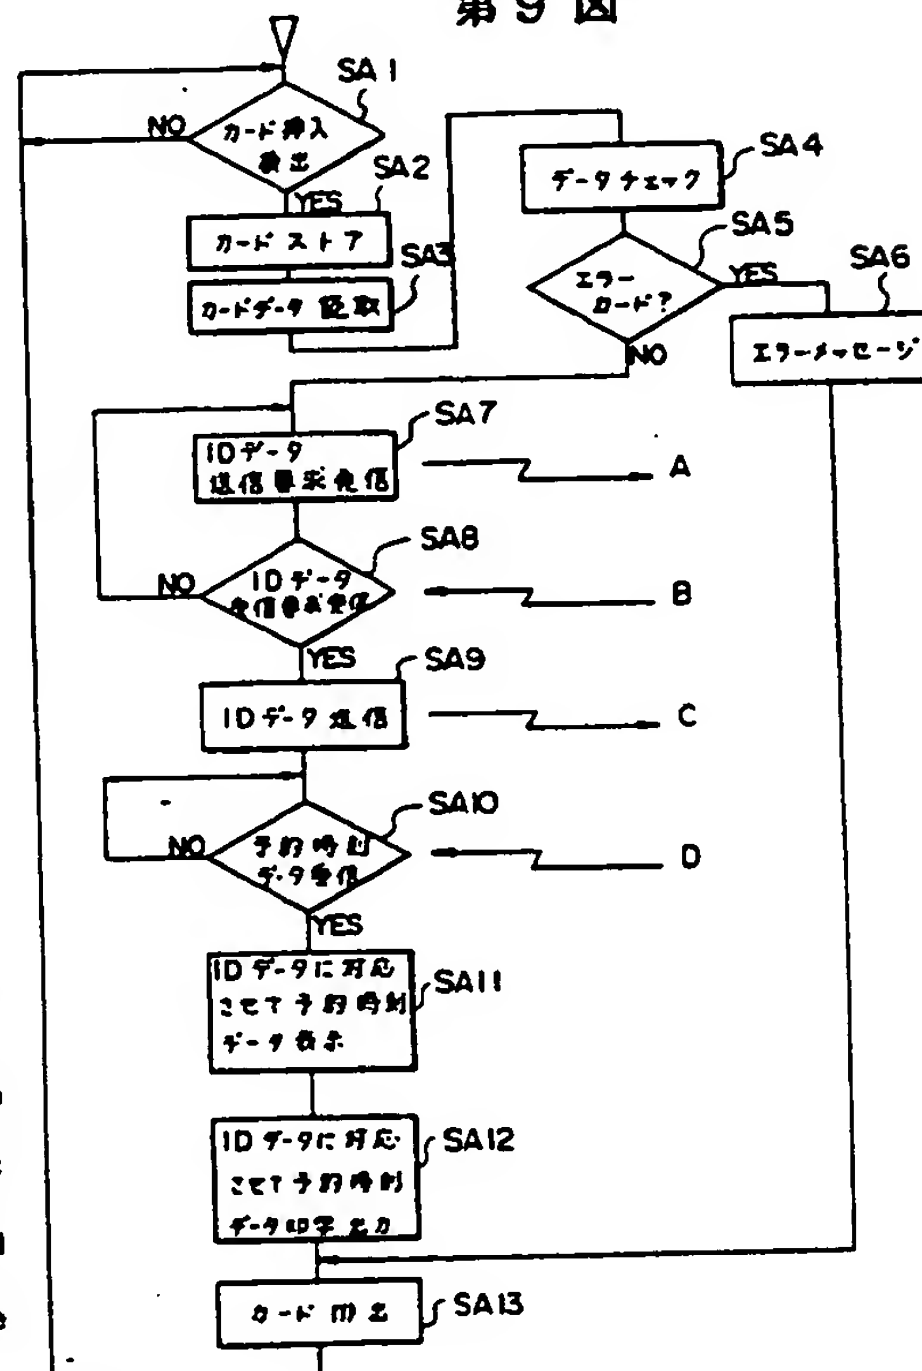 第9図
SA1
NO
カード挿入
検出
YES
SA2
カードストア
SA3
カードデータ読取
SA4
データチェック
SA5
エラー
カード?
YES
NO
SA6
エラーメッセージ
SA7
IDデータ
送信要求発信
A
SA8
NO
IDデータ
B
YES
SA9
IDデータ送信
C
SA10
NO
予約時刻
データ受信
D
YES
IDデータに対応
させて予約時刻
データ表示
SA11
IDデータに対応
させて予約時刻
データ印字出力
SA12
カード
SA13